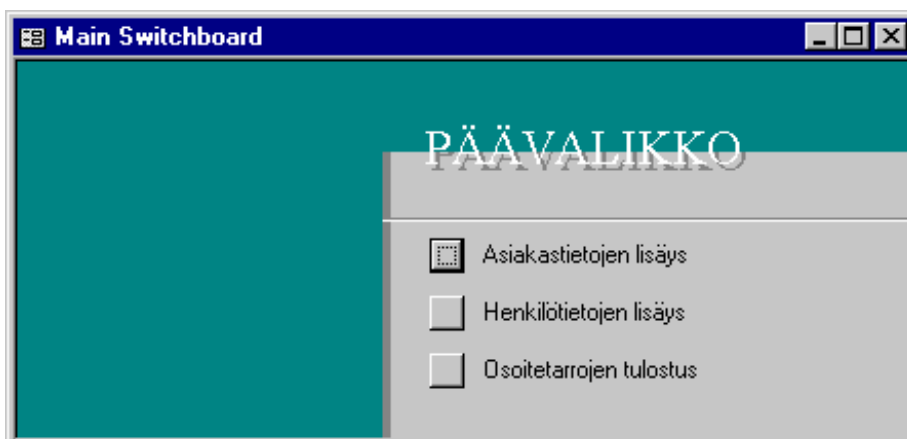 Main Switchboard
PÄÄVALIKKO
Asiakastietojen lisäys
Henkilötietojen lisäys
Osoitetarrojen tulostus